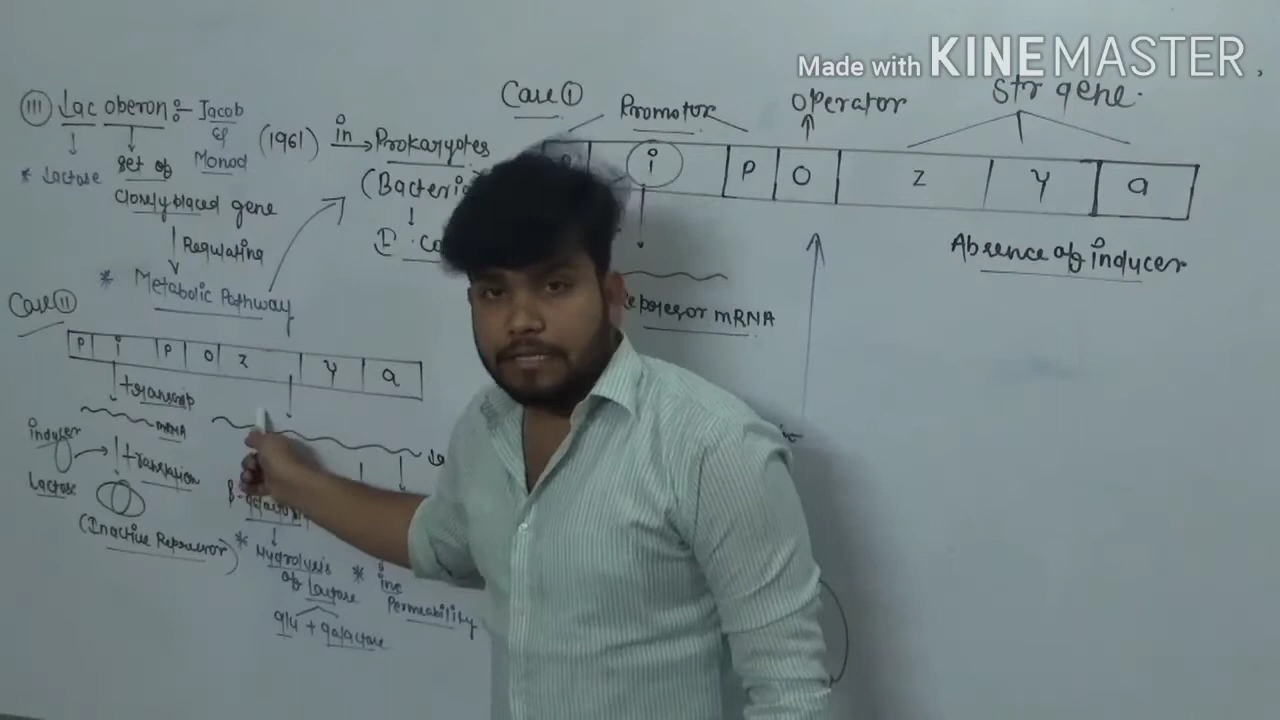 Made with KINEMASTER
III Lac operon :- Jacob & Monod (1961) in → Prokaryotes
* Lactose
set of closely placed gene
Regulating
* Metabolic Pathway
(Bacteria
E. co
Case I
Promotor
Operator
Str gene.
i P O Z Y a
Absence of inducer
mRNA
Case II
P i P O Z Y a
transcrip
mRNA
inducer
Lactose
translation
(Inactive Repressor)
* Hydrolysis of Lactose
glu + galactose
* inc Permeability